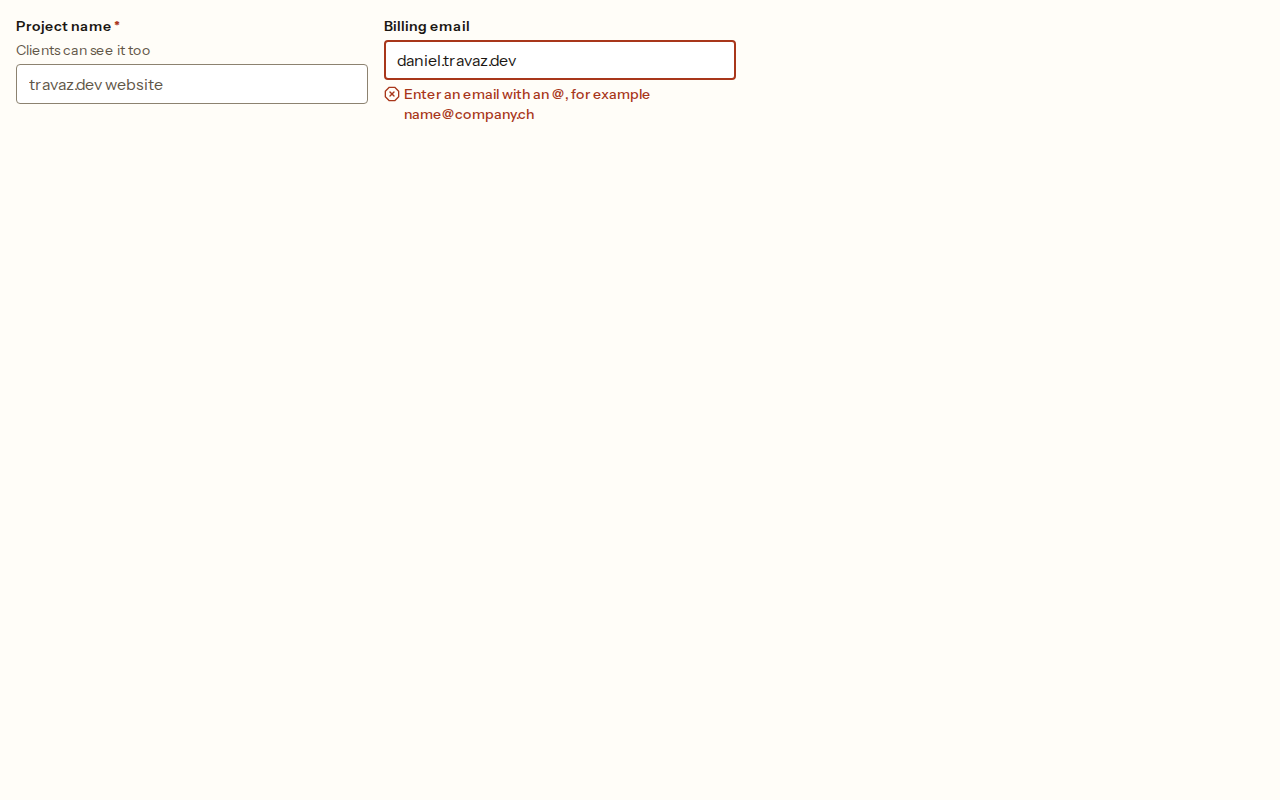 Project name *
Clients can see it too
travaz.dev website
Billing email
daniel.travaz.dev
Enter an email with an @, for example
name@company.ch